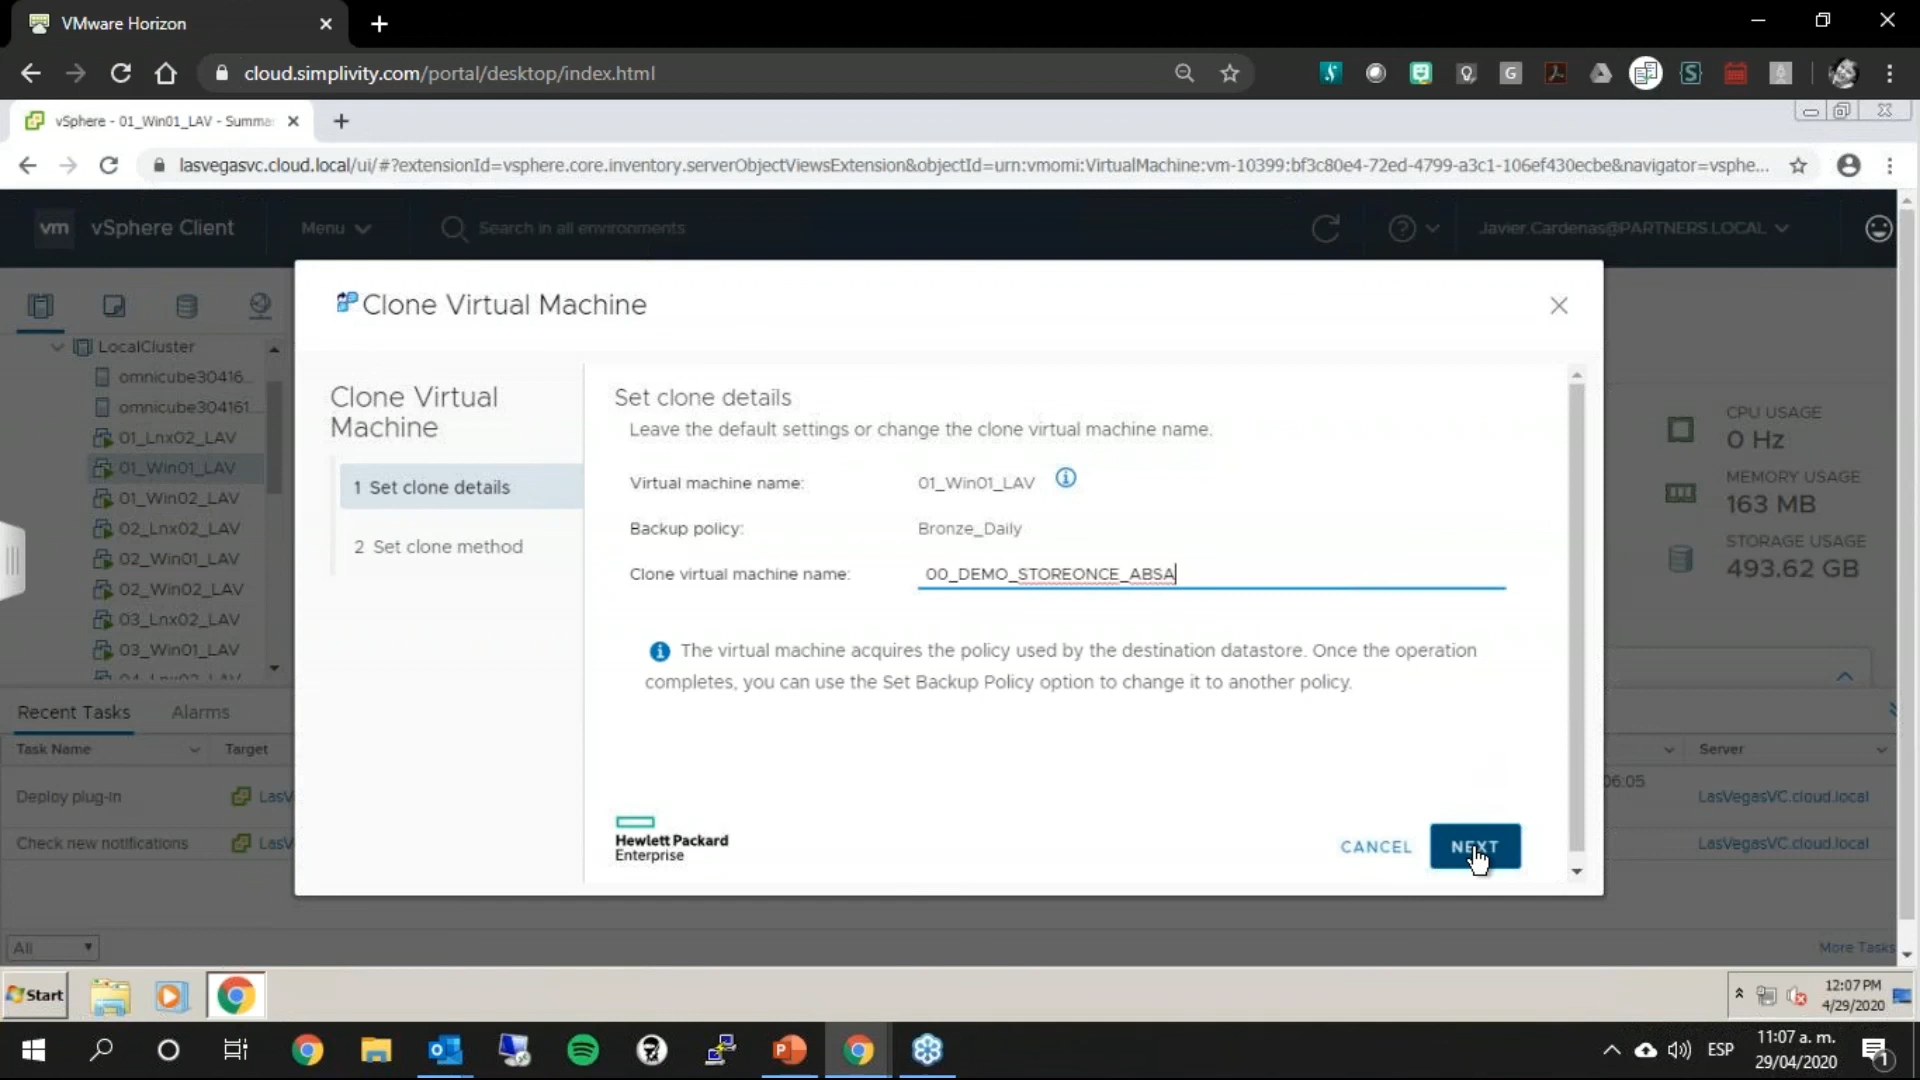 VMware Horizon
cloud.simplivity.com/portal/desktop/index.html
vSphere - 01_Win01_LAV - Summa
lasvegasvc.cloud.local/ui/#?extensionId=vsphere.core.inventory.serverObjectViewsExtension&objectId=urn:vmomi:VirtualMachine:vm-10399:bf3c80e4-72ed-4799-a3c1-106ef430ecbe&navigator=vsphe...
vm vSphere Client Menu Search in all environments Javier.Cardenas@PARTNERS.LOCAL
Clone Virtual Machine
LocalCluster
omnicube30416...
omnicube304161...
01_Lnx02_LAV
01_Win01_LAV
01_Win02_LAV
02_Lnx02_LAV
02_Win01_LAV
02_Win02_LAV
03_Lnx02_LAV
03_Win01_LAV
Clone Virtual
Machine
1 Set clone details
2 Set clone method
Set clone details
Leave the default settings or change the clone virtual machine name.
Virtual machine name: 01_Win01_LAV
Backup policy: Bronze_Daily
Clone virtual machine name: 00_DEMO_STOREONCE_ABSA
The virtual machine acquires the policy used by the destination datastore. Once the operation
completes, you can use the Set Backup Policy option to change it to another policy.
Hewlett Packard
Enterprise
CANCEL NEXT
CPU USAGE
0 Hz
MEMORY USAGE
163 MB
STORAGE USAGE
493.62 GB
Recent Tasks Alarms
Task Name Target Server
Deploy plug-in LasV 06:05 LasVegasVC.cloud.local
Check new notifications LasV LasVegasVC.cloud.local
All More Tasks
Start 12:07 PM
4/29/2020
ESP 11:07 a. m.
29/04/2020
1